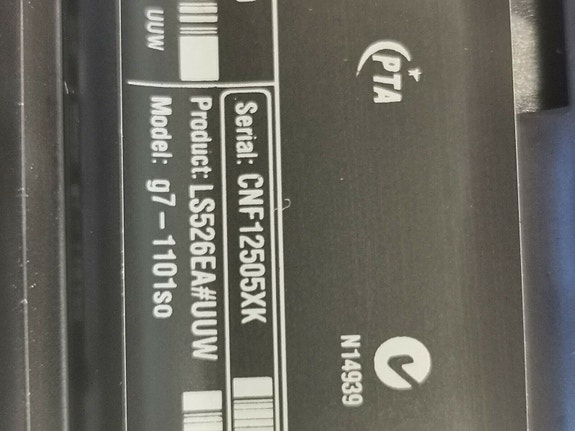 PTA
N14939
UUW
Serial: CNF12505XK
Product: LS526EA#UUW
Model: g7-1101so